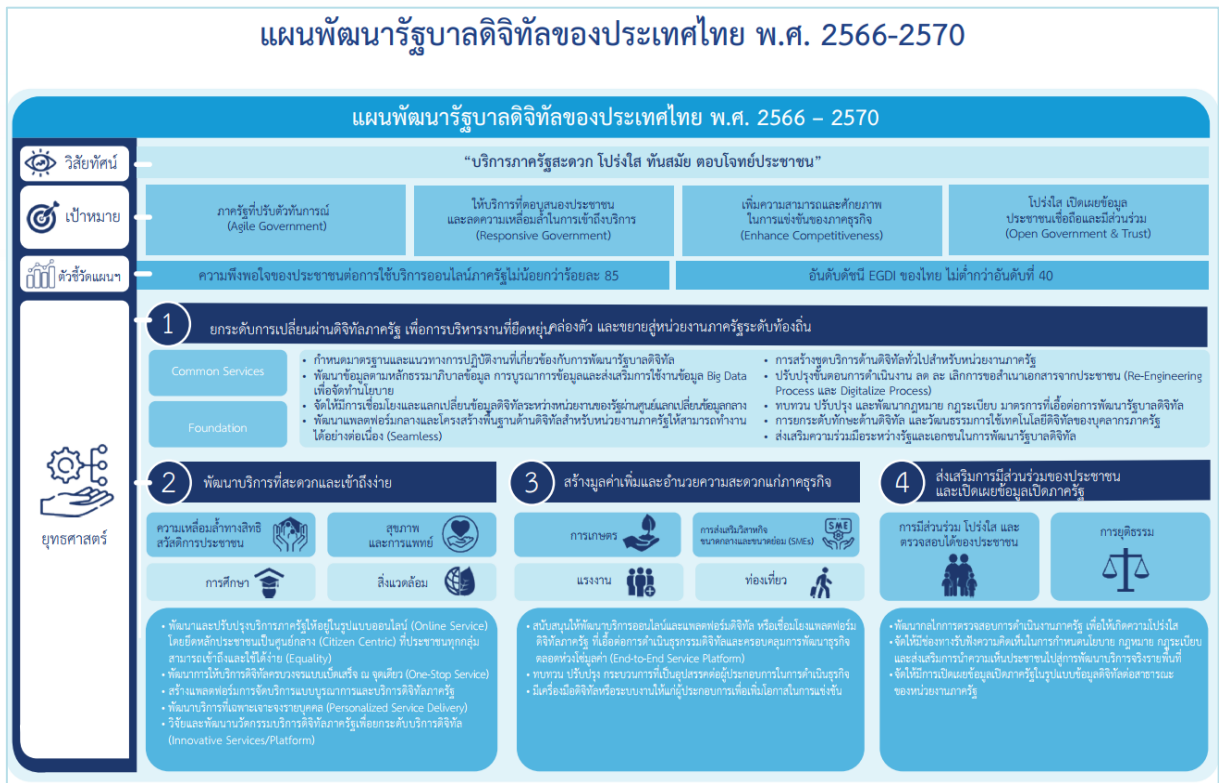 แผนพัฒนารัฐบาลดิจิทัลของประเทศไทย พ.ศ. 2566-2570
แผนพัฒนารัฐบาลดิจิทัลของประเทศไทย พ.ศ. 2566 – 2570
วิสัยทัศน์
“บริการภาครัฐสะดวก โปร่งใส ทันสมัย ตอบโจทย์ประชาชน”
เป้าหมาย
ภาครัฐที่ปรับตัวทันการณ์
(Agile Government)
ให้บริการที่ตอบสนองประชาชน
และลดความเหลื่อมล้ำในการเข้าถึงบริการ
(Responsive Government)
เพิ่มความสามารถและศักยภาพ
ในการแข่งขันของภาคธุรกิจ
(Enhance Competitiveness)
โปร่งใส เปิดเผยข้อมูล
ประชาชนเชื่อถือและมีส่วนร่วม
(Open Government & Trust)
ตัวชี้วัดแผนฯ
ความพึงพอใจของประชาชนต่อการใช้บริการออนไลน์ภาครัฐไม่น้อยกว่าร้อยละ 85
อันดับดัชนี EGDI ของไทย ไม่ต่ำกว่าอันดับที่ 40
ยุทธศาสตร์
1
ยกระดับการเปลี่ยนผ่านดิจิทัลภาครัฐ เพื่อการบริหารงานที่ยืดหยุ่นคล่องตัว และขยายสู่หน่วยงานภาครัฐระดับท้องถิ่น
Common Services
Foundation
• กำหนดมาตรฐานและแนวทางการปฏิบัติงานที่เกี่ยวข้องกับการพัฒนารัฐบาลดิจิทัล
• พัฒนาข้อมูลตามหลักธรรมาภิบาลข้อมูล การบูรณาการข้อมูลและส่งเสริมการใช้งานข้อมูล Big Data
เพื่อจัดทำนโยบาย
• จัดให้มีการเชื่อมโยงและแลกเปลี่ยนข้อมูลดิจิทัลระหว่างหน่วยงานของรัฐผ่านศูนย์แลกเปลี่ยนข้อมูลกลาง
• พัฒนาแพลตฟอร์มกลางและโครงสร้างพื้นฐานด้านดิจิทัลสำหรับหน่วยงานภาครัฐให้สามารถทำงาน
ได้อย่างต่อเนื่อง (Seamless)
• การสร้างชุดบริการด้านดิจิทัลทั่วไปสำหรับหน่วยงานภาครัฐ
• ปรับปรุงขั้นตอนการดำเนินงาน ลด ละ เลิกการขอสำเนาเอกสารจากประชาชน (Re-Engineering
Process และ Digitalize Process)
• ทบทวน ปรับปรุง และพัฒนากฎหมาย กฎระเบียบ มาตรการที่เอื้อต่อการพัฒนารัฐบาลดิจิทัล
• การยกระดับทักษะด้านดิจิทัล และวัฒนธรรมการใช้เทคโนโลยีดิจิทัลของบุคลากรภาครัฐ
• ส่งเสริมความร่วมมือระหว่างรัฐและเอกชนในการพัฒนารัฐบาลดิจิทัล
2
พัฒนาบริการที่สะดวกและเข้าถึงง่าย
ความเหลื่อมล้ำทางสิทธิ
สวัสดิการประชาชน
สุขภาพ
และการแพทย์
การศึกษา
สิ่งแวดล้อม
• พัฒนาและปรับปรุงบริการภาครัฐให้อยู่ในรูปแบบออนไลน์ (Online Service)
โดยยึดหลักประชาชนเป็นศูนย์กลาง (Citizen Centric) ที่ประชาชนทุกกลุ่ม
สามารถเข้าถึงและใช้ได้ง่าย (Equality)
• พัฒนาการให้บริการดิจิทัลครบวงจรแบบเบ็ดเสร็จ ณ จุดเดียว (One-Stop Service)
• สร้างแพลตฟอร์มการจัดบริการแบบบูรณาการและบริการดิจิทัลภาครัฐ
• พัฒนาบริการที่เฉพาะเจาะจงรายบุคคล (Personalized Service Delivery)
• วิจัยและพัฒนานวัตกรรมบริการดิจิทัลภาครัฐเพื่อยกระดับบริการดิจิทัล
(Innovative Services/Platform)
3
สร้างมูลค่าเพิ่มและอำนวยความสะดวกแก่ภาคธุรกิจ
การเกษตร
การส่งเสริมวิสาหกิจ
ขนาดกลางและขนาดย่อม (SMEs)
SME
แรงงาน
ท่องเที่ยว
• สนับสนุนให้พัฒนาบริการออนไลน์และแพลตฟอร์มดิจิทัล หรือเชื่อมโยงแพลตฟอร์ม
ดิจิทัลภาครัฐ ที่เอื้อต่อการดำเนินธุรกรรมดิจิทัลและครอบคลุมการพัฒนาธุรกิจ
ตลอดห่วงโซ่มูลค่า (End-to-End Service Platform)
• ทบทวน ปรับปรุง กระบวนการที่เป็นอุปสรรคต่อผู้ประกอบการในการดำเนินธุรกิจ
• มีเครื่องมือดิจิทัลหรือระบบงานให้แก่ผู้ประกอบการเพื่อเพิ่มโอกาสในการแข่งขัน
4
ส่งเสริมการมีส่วนร่วมของประชาชน
และเปิดเผยข้อมูลเปิดภาครัฐ
การมีส่วนร่วม โปร่งใส และ
ตรวจสอบได้ของประชาชน
การยุติธรรม
• พัฒนากลไกการตรวจสอบการดำเนินงานภาครัฐ เพื่อให้เกิดความโปร่งใส
• จัดให้มีช่องทางรับฟังความคิดเห็นในการกำหนดนโยบาย กฎหมาย กฎระเบียบ
และส่งเสริมการนำความเห็นประชาชนไปสู่การพัฒนาบริการจริงรายพื้นที่
• จัดให้มีการเปิดเผยข้อมูลเปิดภาครัฐในรูปแบบข้อมูลดิจิทัลต่อสาธารณะ
ของหน่วยงานภาครัฐ